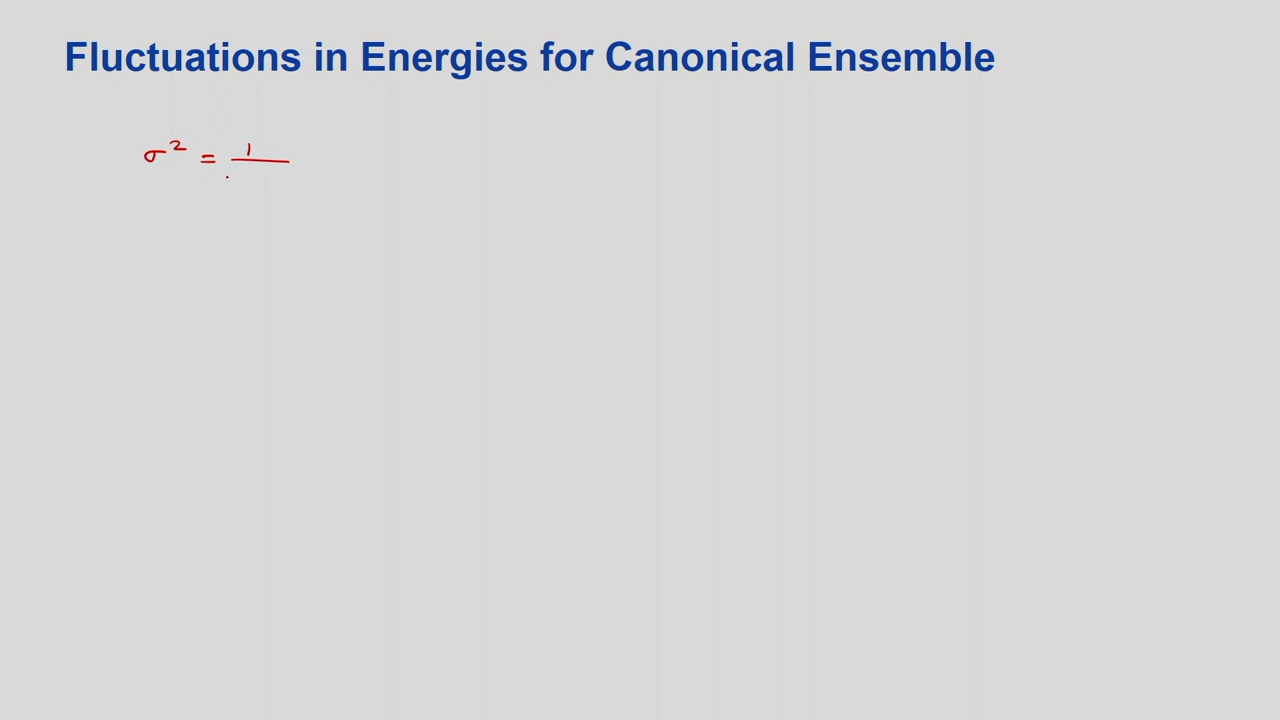 Fluctuations in Energies for Canonical Ensemble
σ² = 1/